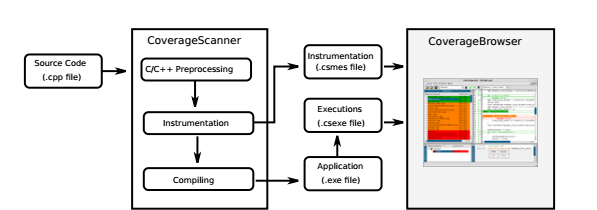 CoverageScanner
CoverageBrowser
Source Code
(.cpp file)
C/C++ Preprocessing
Instrumentation
Compiling
Instrumentation
(.csmes file)
Executions
(.csexe file)
Application
(.exe file)